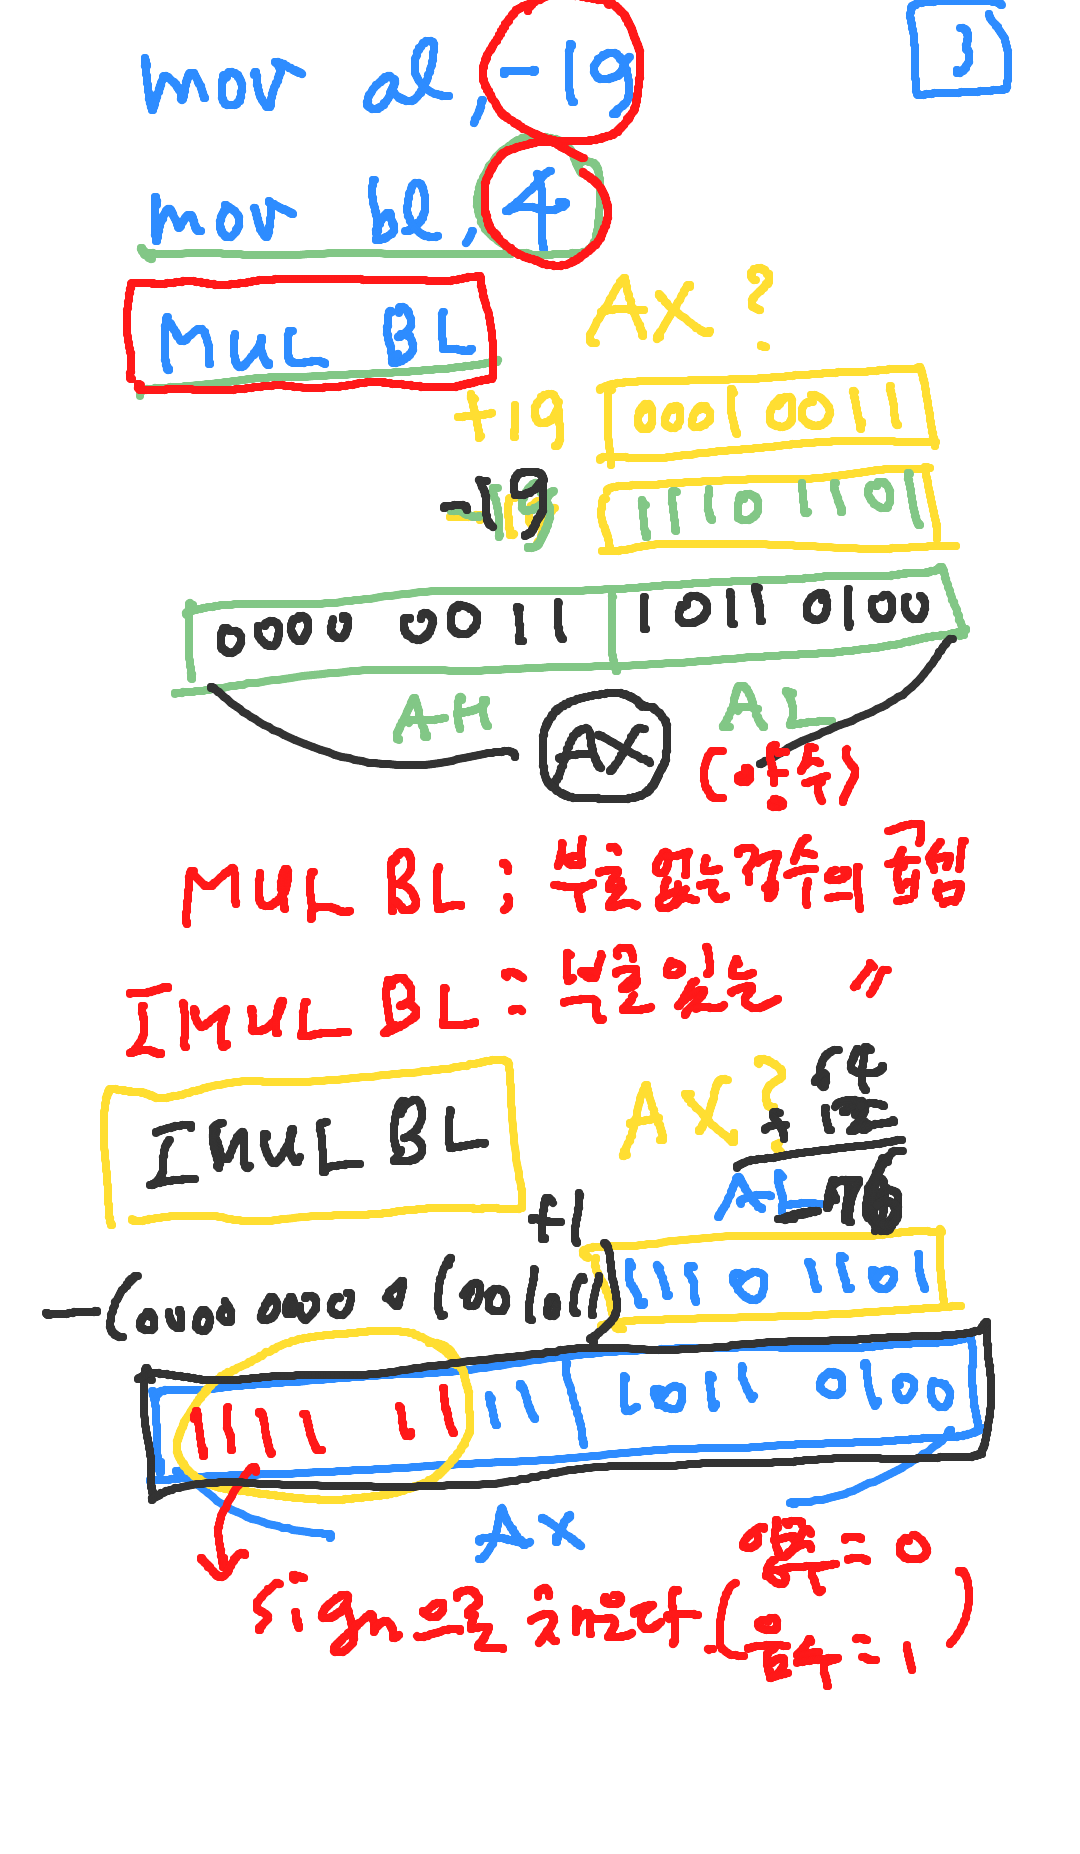 3
mov al, -19
mov bl, 4
MUL BL
AX ?
+19 0001 0011
-19 1110 1101
0000 0011 1011 0100
AH AL
AX
(양수)
MUL BL ; 부호 없는 정수의 곱셈
IMUL BL = 부호 있는 〃
IMUL BL
AX ?
64
+ 12
-76
AL
+1
1110 1101
-(0000 0000 0 (001011)
1111 1111 1011 0100
AX
sign으로 채운다 (양수 = 0
음수 = 1)